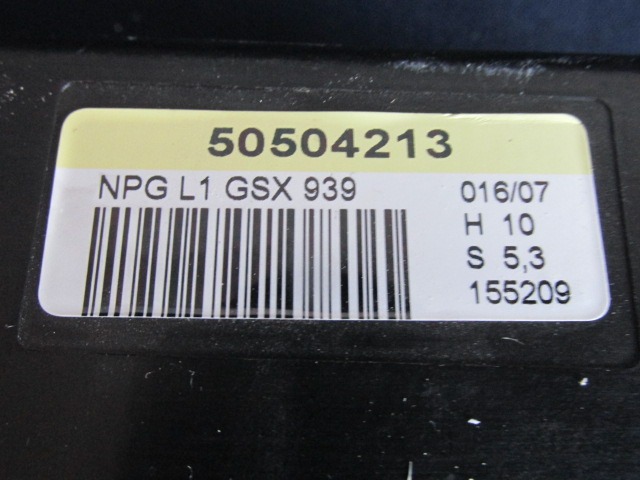 50504213
NPG L1 GSX 939
016/07
H 10
S 5,3
155209